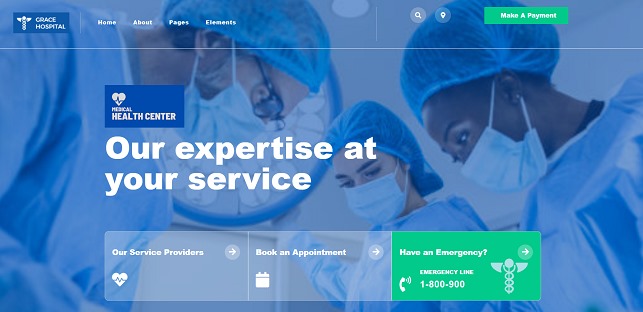 GRACE
HOSPITAL
Home
About
Pages
Elements
Make A Payment
MEDICAL
HEALTH CENTER
Our expertise at
your service
Our Service Providers
Book an Appointment
Have an Emergency?
EMERGENCY LINE
1-800-900